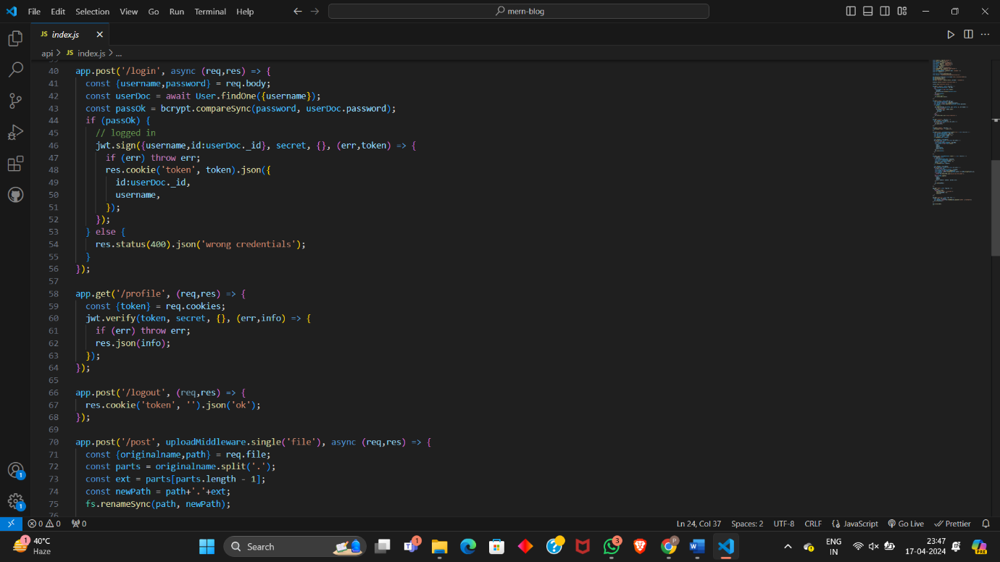 File Edit Selection View Go Run Terminal Help mern-blog
JS index.js
api > JS index.js > ...
40 app.post('/login', async (req,res) => {
41 const {username,password} = req.body;
42 const userDoc = await User.findOne({username});
43 const passOk = bcrypt.compareSync(password, userDoc.password);
44 if (passOk) {
45 // logged in
46 jwt.sign({username,id:userDoc._id}, secret, {}, (err,token) => {
47 if (err) throw err;
48 res.cookie('token', token).json({
49 id:userDoc._id,
50 username,
51 });
52 });
53 } else {
54 res.status(400).json('wrong credentials');
55 }
56 });
57
58 app.get('/profile', (req,res) => {
59 const {token} = req.cookies;
60 jwt.verify(token, secret, {}, (err,info) => {
61 if (err) throw err;
62 res.json(info);
63 });
64 });
65
66 app.post('/logout', (req,res) => {
67 res.cookie('token', '').json('ok');
68 });
69
70 app.post('/post', uploadMiddleware.single('file'), async (req,res) => {
71 const {originalname,path} = req.file;
72 const parts = originalname.split('.');
73 const ext = parts[parts.length - 1];
74 const newPath = path+'.'+ext;
75 fs.renameSync(path, newPath);
1
1
0 0 0 Ln 24, Col 37 Spaces: 2 UTF-8 CRLF {} JavaScript Go Live Prettier
1 40°C Search 1 3 P ENG 23:47
Haze IN 17-04-2024 PRE